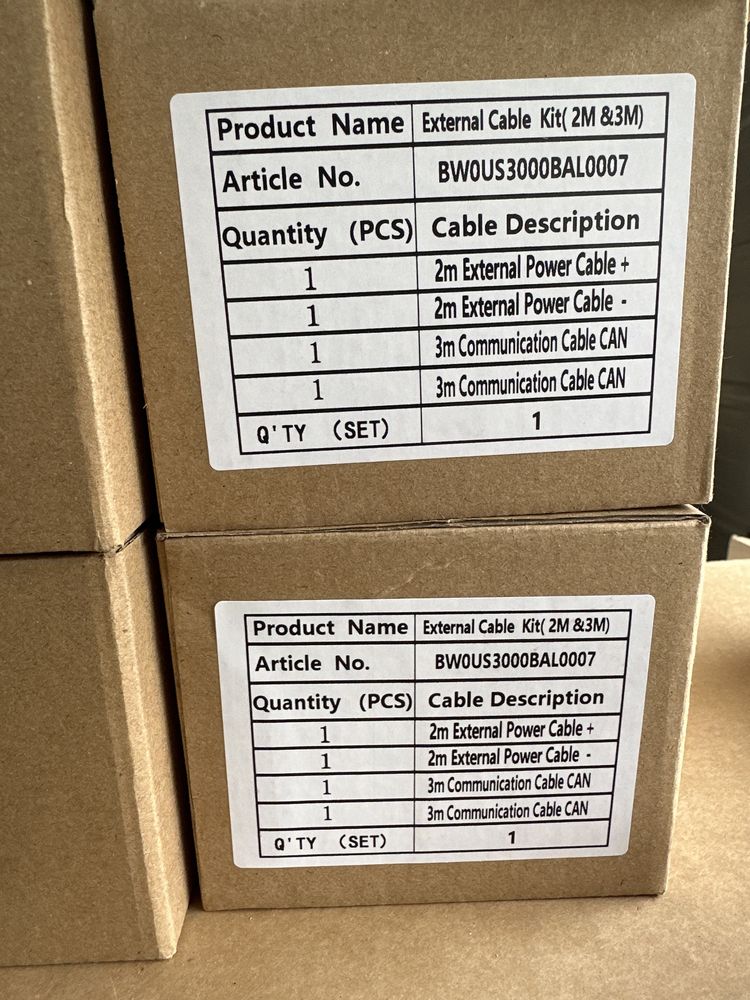 Product Name External Cable Kit( 2M &3M)
Article No. BW0US3000BAL0007
Quantity (PCS) Cable Description
1 2m External Power Cable +
1 2m External Power Cable -
1 3m Communication Cable CAN
1 3m Communication Cable CAN
Q'TY (SET) 1
Product Name External Cable Kit( 2M &3M)
Article No. BW0US3000BAL0007
Quantity (PCS) Cable Description
1 2m External Power Cable +
1 2m External Power Cable -
1 3m Communication Cable CAN
1 3m Communication Cable CAN
Q'TY (SET) 1